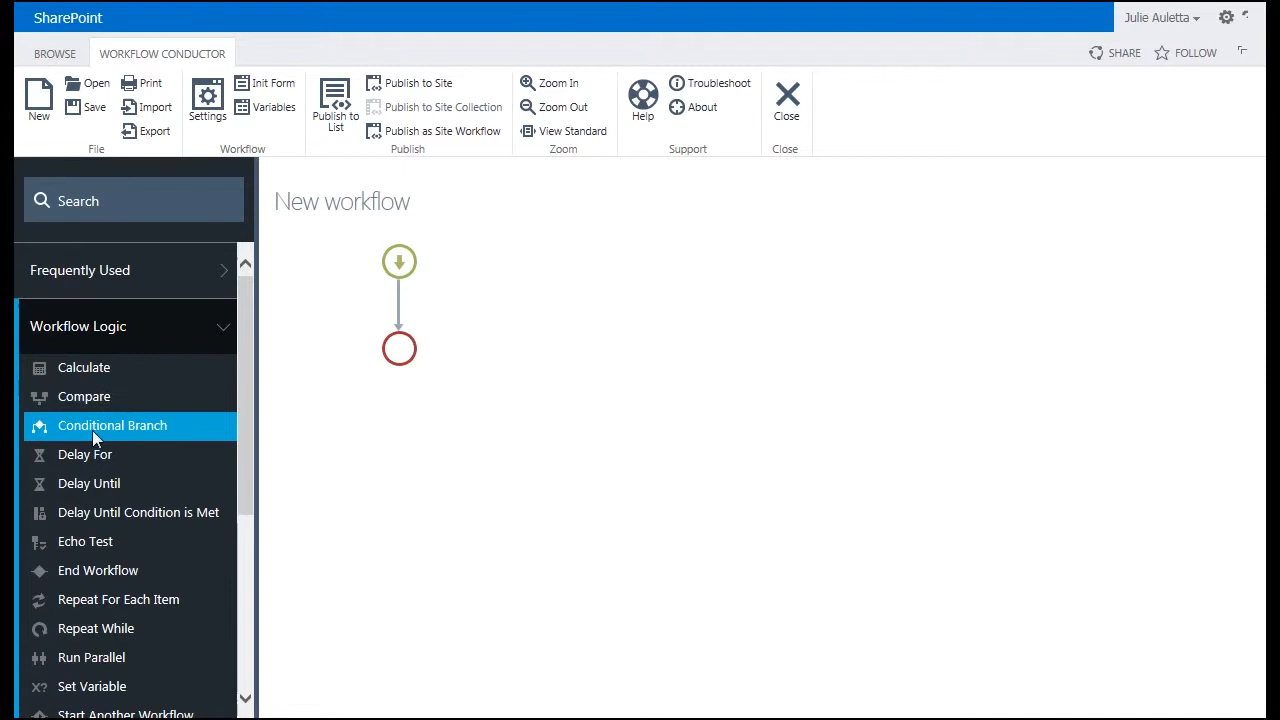 SharePoint
Julie Auletta
BROWSE
WORKFLOW CONDUCTOR
SHARE
FOLLOW
New
Open
Save
Print
Import
Export
File
Settings
Init Form
Variables
Workflow
Publish to
List
Publish to Site
Publish to Site Collection
Publish as Site Workflow
Publish
Zoom In
Zoom Out
View Standard
Zoom
Help
Troubleshoot
About
Support
Close
Close
Search
New workflow
Frequently Used
Workflow Logic
Calculate
Compare
Conditional Branch
Delay For
Delay Until
Delay Until Condition is Met
Echo Test
End Workflow
Repeat For Each Item
Repeat While
Run Parallel
X? Set Variable
Start Another Workflow